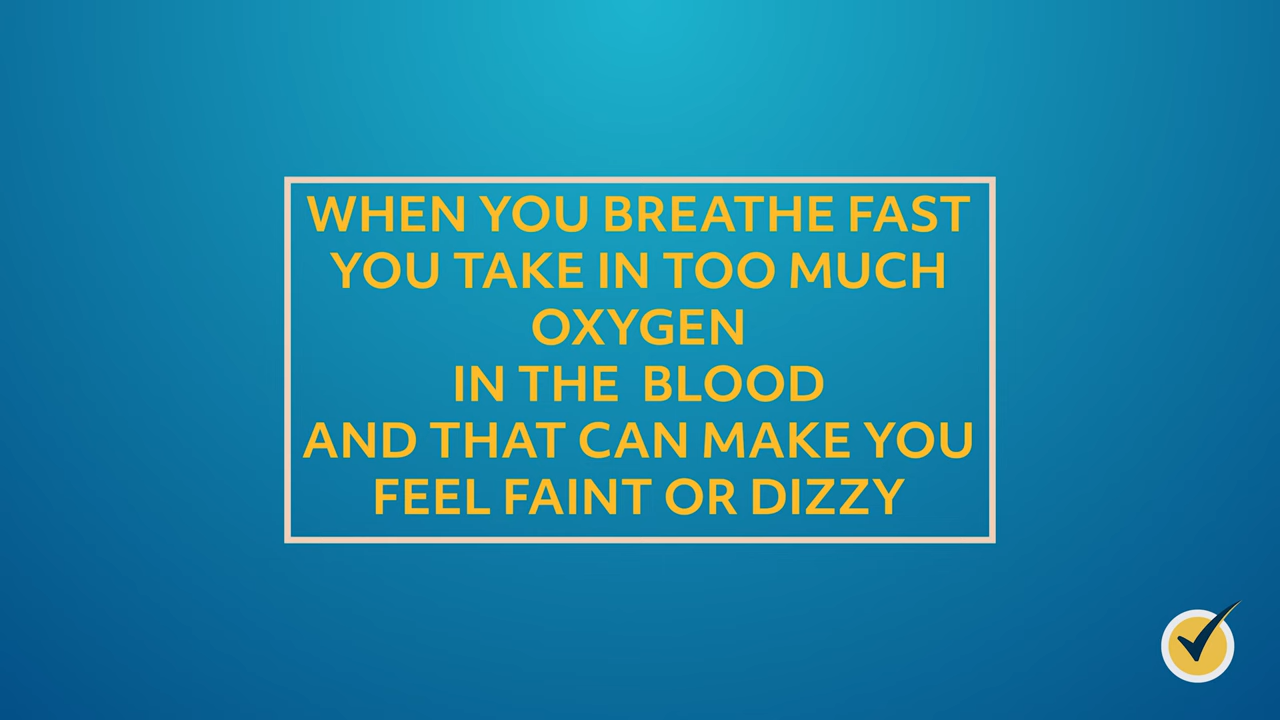 WHEN YOU BREATHE FAST
YOU TAKE IN TOO MUCH
OXYGEN
IN THE BLOOD
AND THAT CAN MAKE YOU
FEEL FAINT OR DIZZY